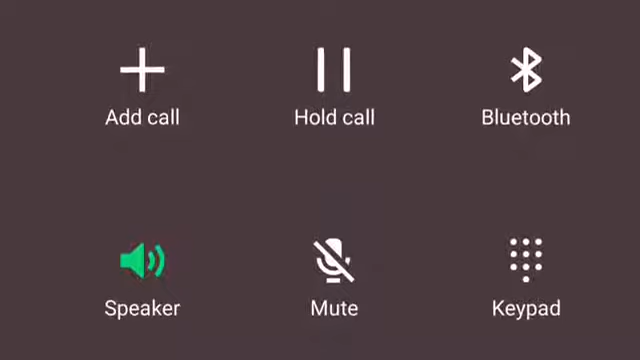 Add call
Hold call
Bluetooth
Speaker
Mute
Keypad